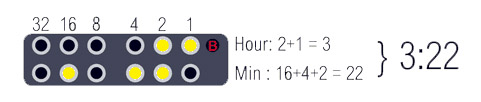 32 16 8 4 2 1
B Hour: 2+1 = 3
Min : 16+4+2 = 22
} 3:22